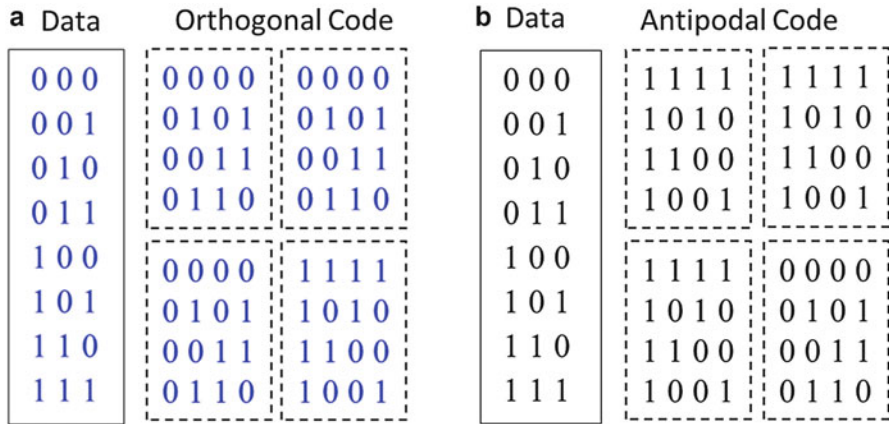 a Data Orthogonal Code b Data Antipodal Code
0 0 0 0 0 0 0 0 0 0 0 0 0 0 1 1 1 1 1 1 1 1
0 0 1 0 1 0 1 0 1 0 1 0 0 1 1 0 1 0 1 0 1 0
0 1 0 0 0 1 1 0 0 1 1 0 1 0 1 1 0 0 1 1 0 0
0 1 1 0 1 1 0 0 1 1 0 0 1 1 1 0 0 1 1 0 0 1
1 0 0 0 0 0 0 1 1 1 1 1 0 0 1 1 1 1 0 0 0 0
1 0 1 0 1 0 1 1 0 1 0 1 0 1 1 0 1 0 0 1 0 1
1 1 0 0 0 1 1 1 1 0 0 1 1 0 1 1 0 0 0 0 1 1
1 1 1 0 1 1 0 1 0 0 1 1 1 1 1 0 0 1 0 1 1 0